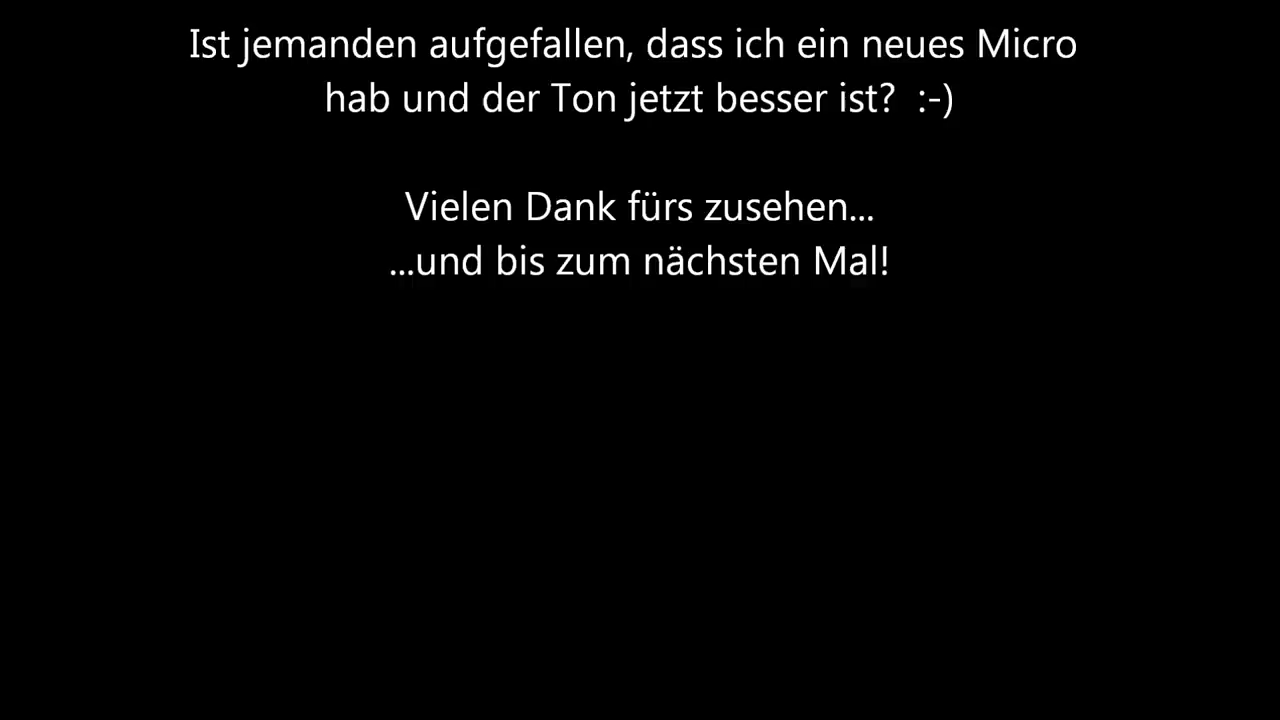 Ist jemanden aufgefallen, dass ich ein neues Micro
hab und der Ton jetzt besser ist?  :-)
Vielen Dank fürs zusehen...
...und bis zum nächsten Mal!